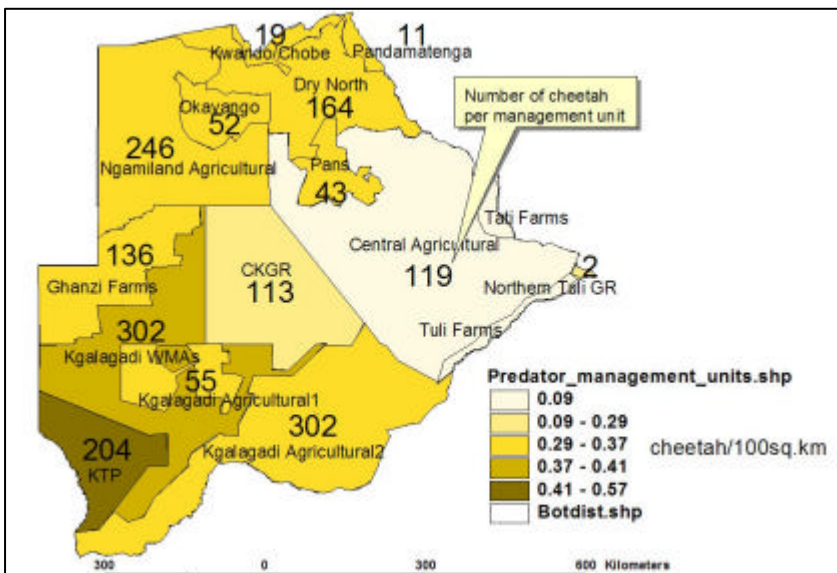 19
Kwando/Chobe
11
Pandamatenga
Dry North
164
Okavango
52
Number of cheetah
per management unit
246
Ngamiland Agricultural
Pans
43
Tati Farms
136
Ghanzi Farms
CKGR
113
Central Agricultural
119
2
Northern Tuli GR
302
Kgalagadi WMAs
Tuli Farms
55
Kgalagadi Agricultural1
302
Kgalagadi Agricultural2
204
KTP
Predator_management_units.shp
0.09
0.09 - 0.29
0.29 - 0.37
0.37 - 0.41
0.41 - 0.57
Botdist.shp
cheetah/100sq.km
300 0 300 600 Kilometers